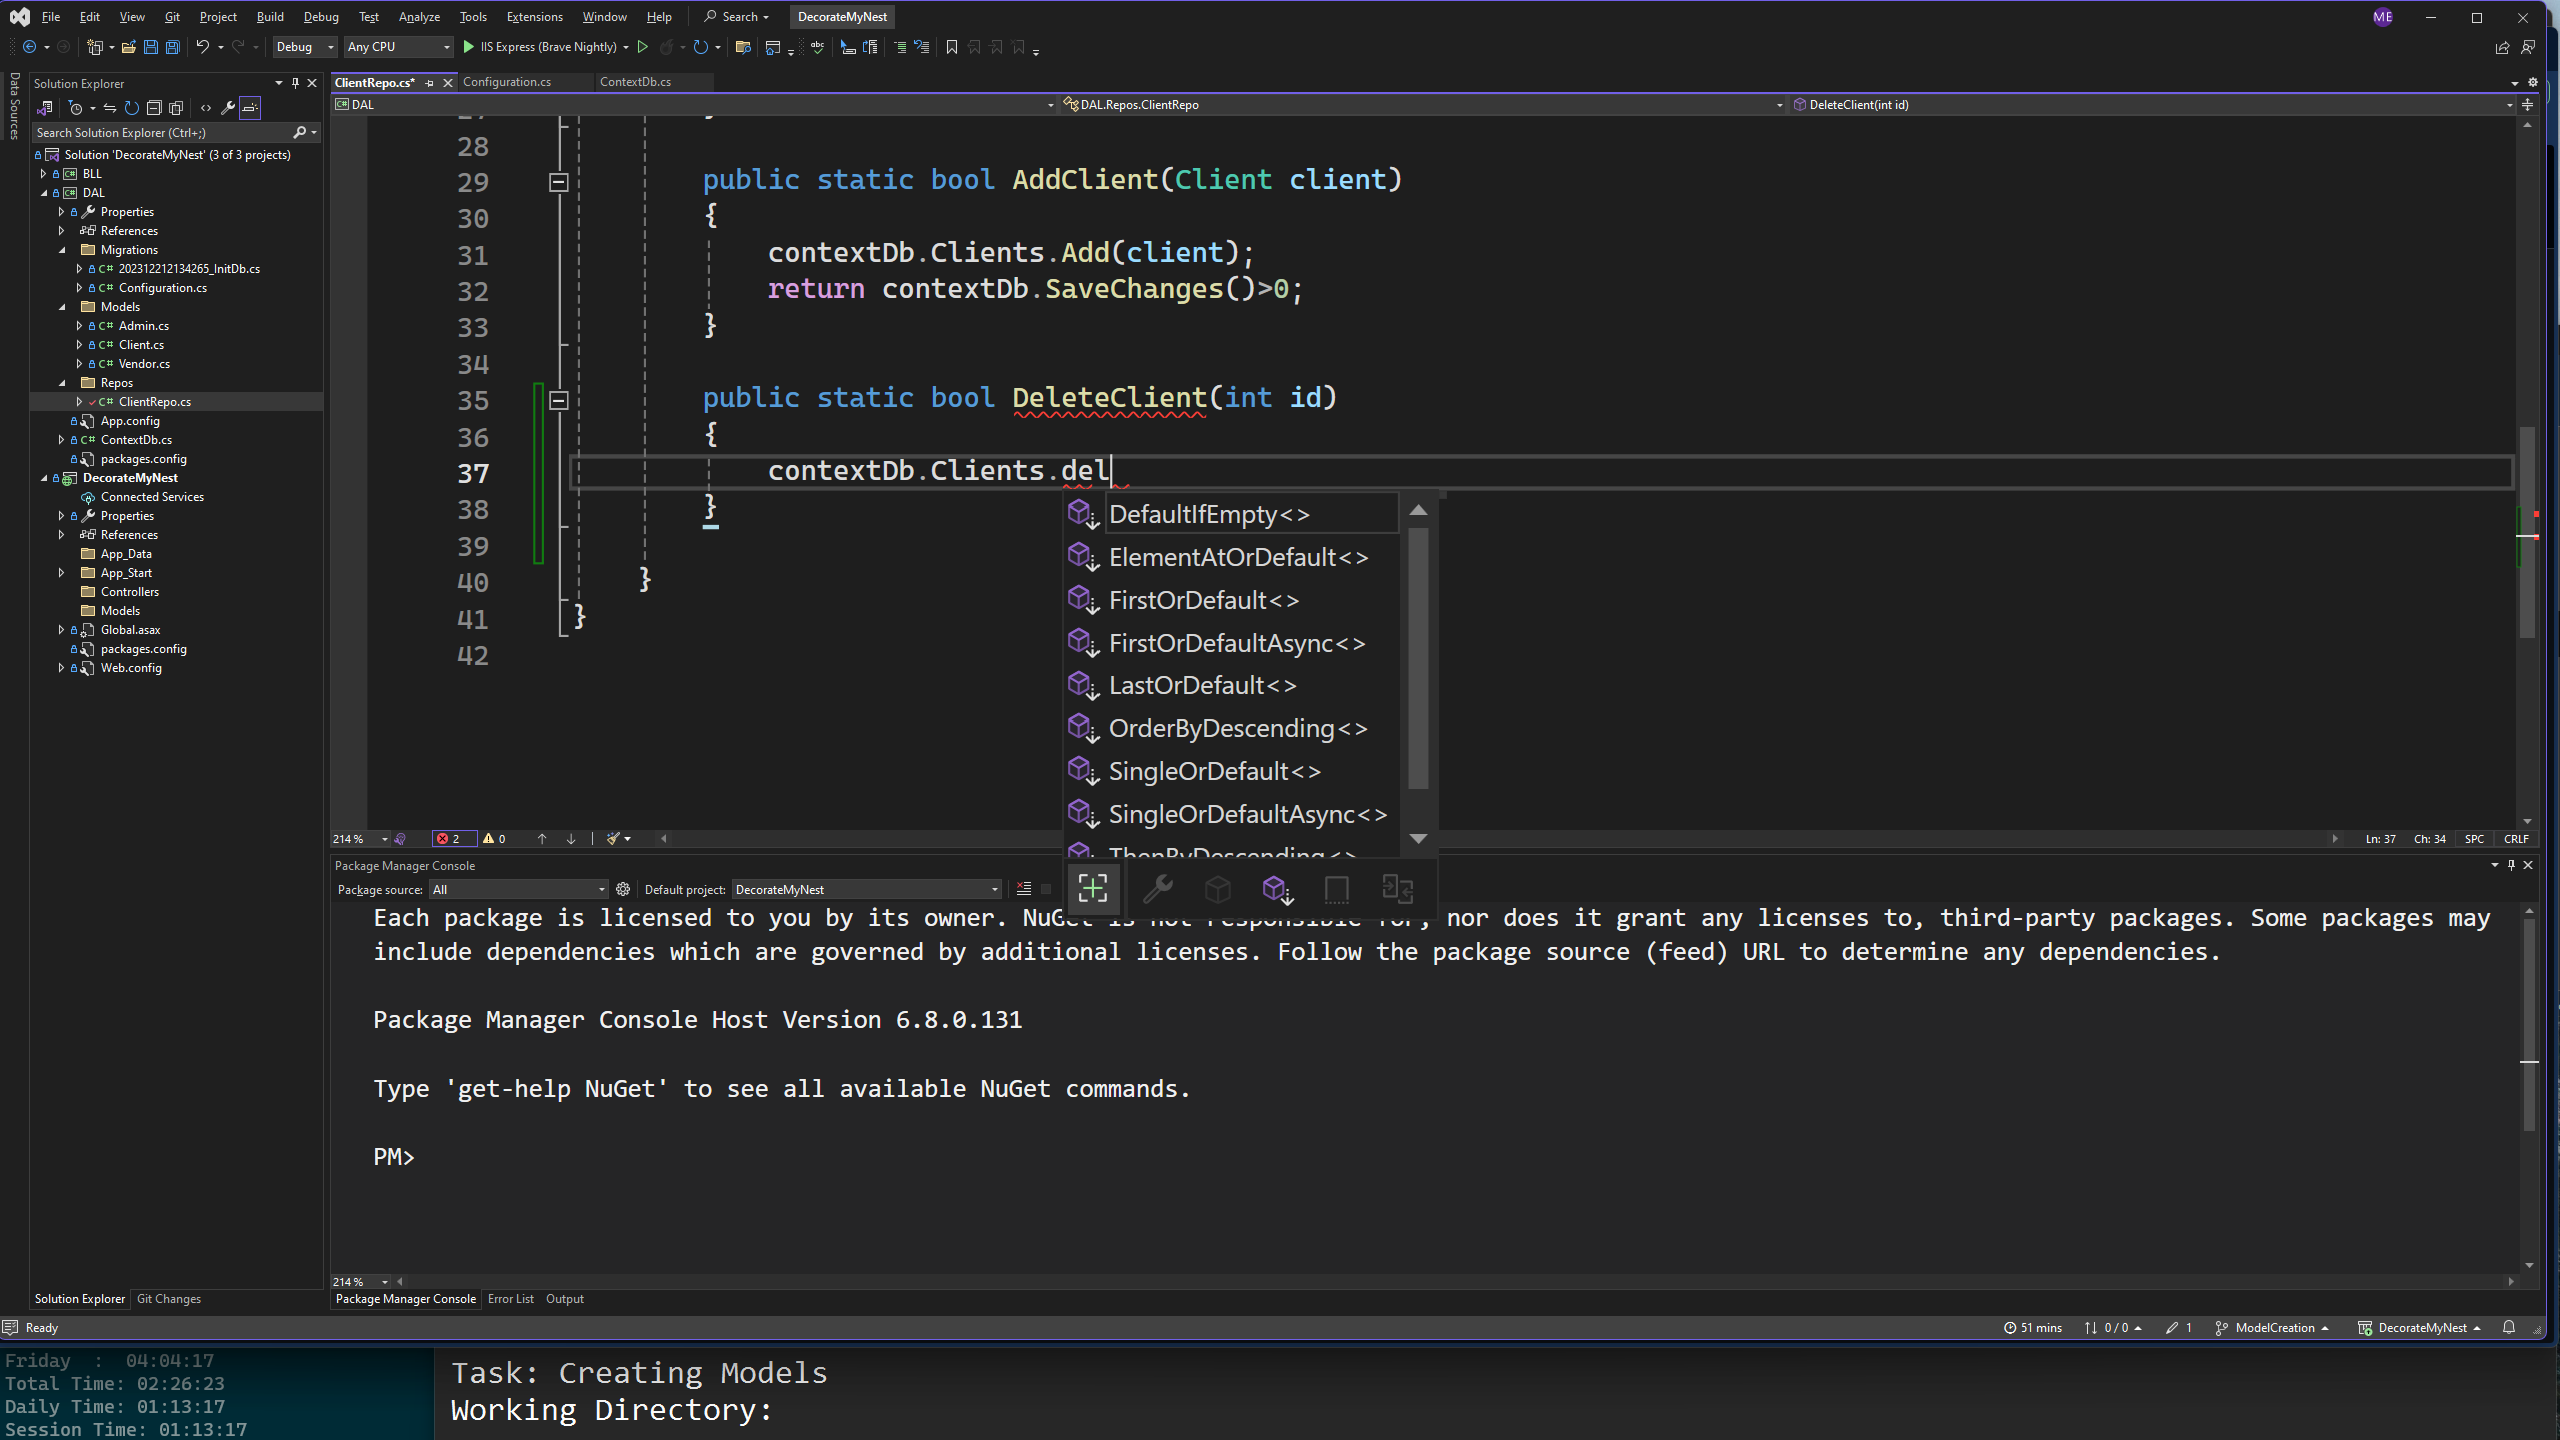 File Edit View Git Project Build Debug Test Analyze Tools Extensions Window Help Search DecorateMyNest ME
Debug Any CPU IIS Express (Brave Nightly)
Data Sources
Solution Explorer
Search Solution Explorer (Ctrl+;)
Solution 'DecorateMyNest' (3 of 3 projects)
BLL
DAL
Properties
References
Migrations
202312212134265_InitDb.cs
Configuration.cs
Models
Admin.cs
Client.cs
Vendor.cs
Repos
ClientRepo.cs
App.config
ContextDb.cs
packages.config
DecorateMyNest
Connected Services
Properties
References
App_Data
App_Start
Controllers
Models
Global.asax
packages.config
Web.config
Solution Explorer Git Changes
ClientRepo.cs* Configuration.cs ContextDb.cs
DAL DAL.Repos.ClientRepo DeleteClient(int id)
28
29 public static bool AddClient(Client client)
30 {
31 contextDb.Clients.Add(client);
32 return contextDb.SaveChanges()>0;
33 }
34
35 public static bool DeleteClient(int id)
36 {
37 contextDb.Clients.del
38 }
39
40 }
41 }
42
DefaultIfEmpty<>
ElementAtOrDefault<>
FirstOrDefault<>
FirstOrDefaultAsync<>
LastOrDefault<>
OrderByDescending<>
SingleOrDefault<>
SingleOrDefaultAsync<>
ThenByDescending<>
214 % 2 0 Ln: 37 Ch: 34 SPC CRLF
Package Manager Console
Package source: All Default project: DecorateMyNest
Each package is licensed to you by its owner. NuGet is not responsible for, nor does it grant any licenses to, third-party packages. Some packages may
include dependencies which are governed by additional licenses. Follow the package source (feed) URL to determine any dependencies.
Package Manager Console Host Version 6.8.0.131
Type 'get-help NuGet' to see all available NuGet commands.
PM>
214 %
Package Manager Console Error List Output
Ready 51 mins 0 / 0 1 ModelCreation DecorateMyNest
Friday : 04:04:17
Total Time: 02:26:23
Daily Time: 01:13:17
Session Time: 01:13:17
Task: Creating Models
Working Directory: